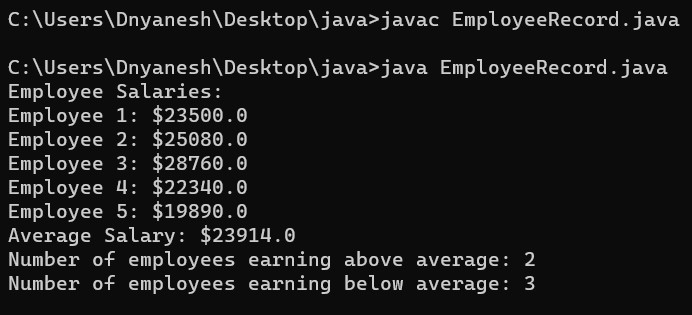 C:\Users\Dnyanesh\Desktop\java>javac EmployeeRecord.java
C:\Users\Dnyanesh\Desktop\java>java EmployeeRecord.java
Employee Salaries:
Employee 1: $23500.0
Employee 2: $25080.0
Employee 3: $28760.0
Employee 4: $22340.0
Employee 5: $19890.0
Average Salary: $23914.0
Number of employees earning above average: 2
Number of employees earning below average: 3